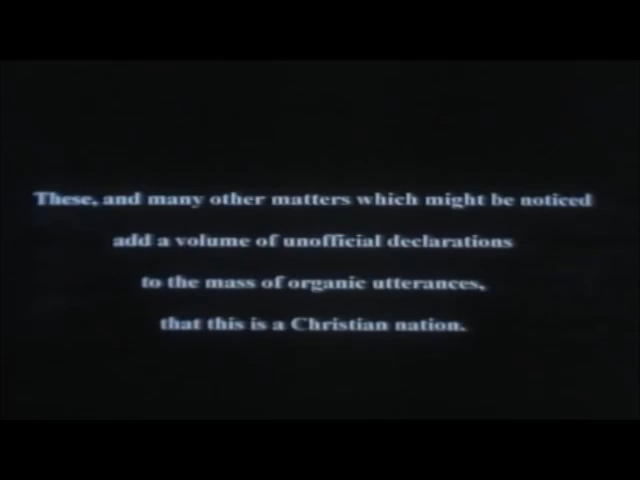 These, and many other matters which might be noticed
add a volume of unofficial declarations
to the mass of organic utterances,
that this is a Christian nation.